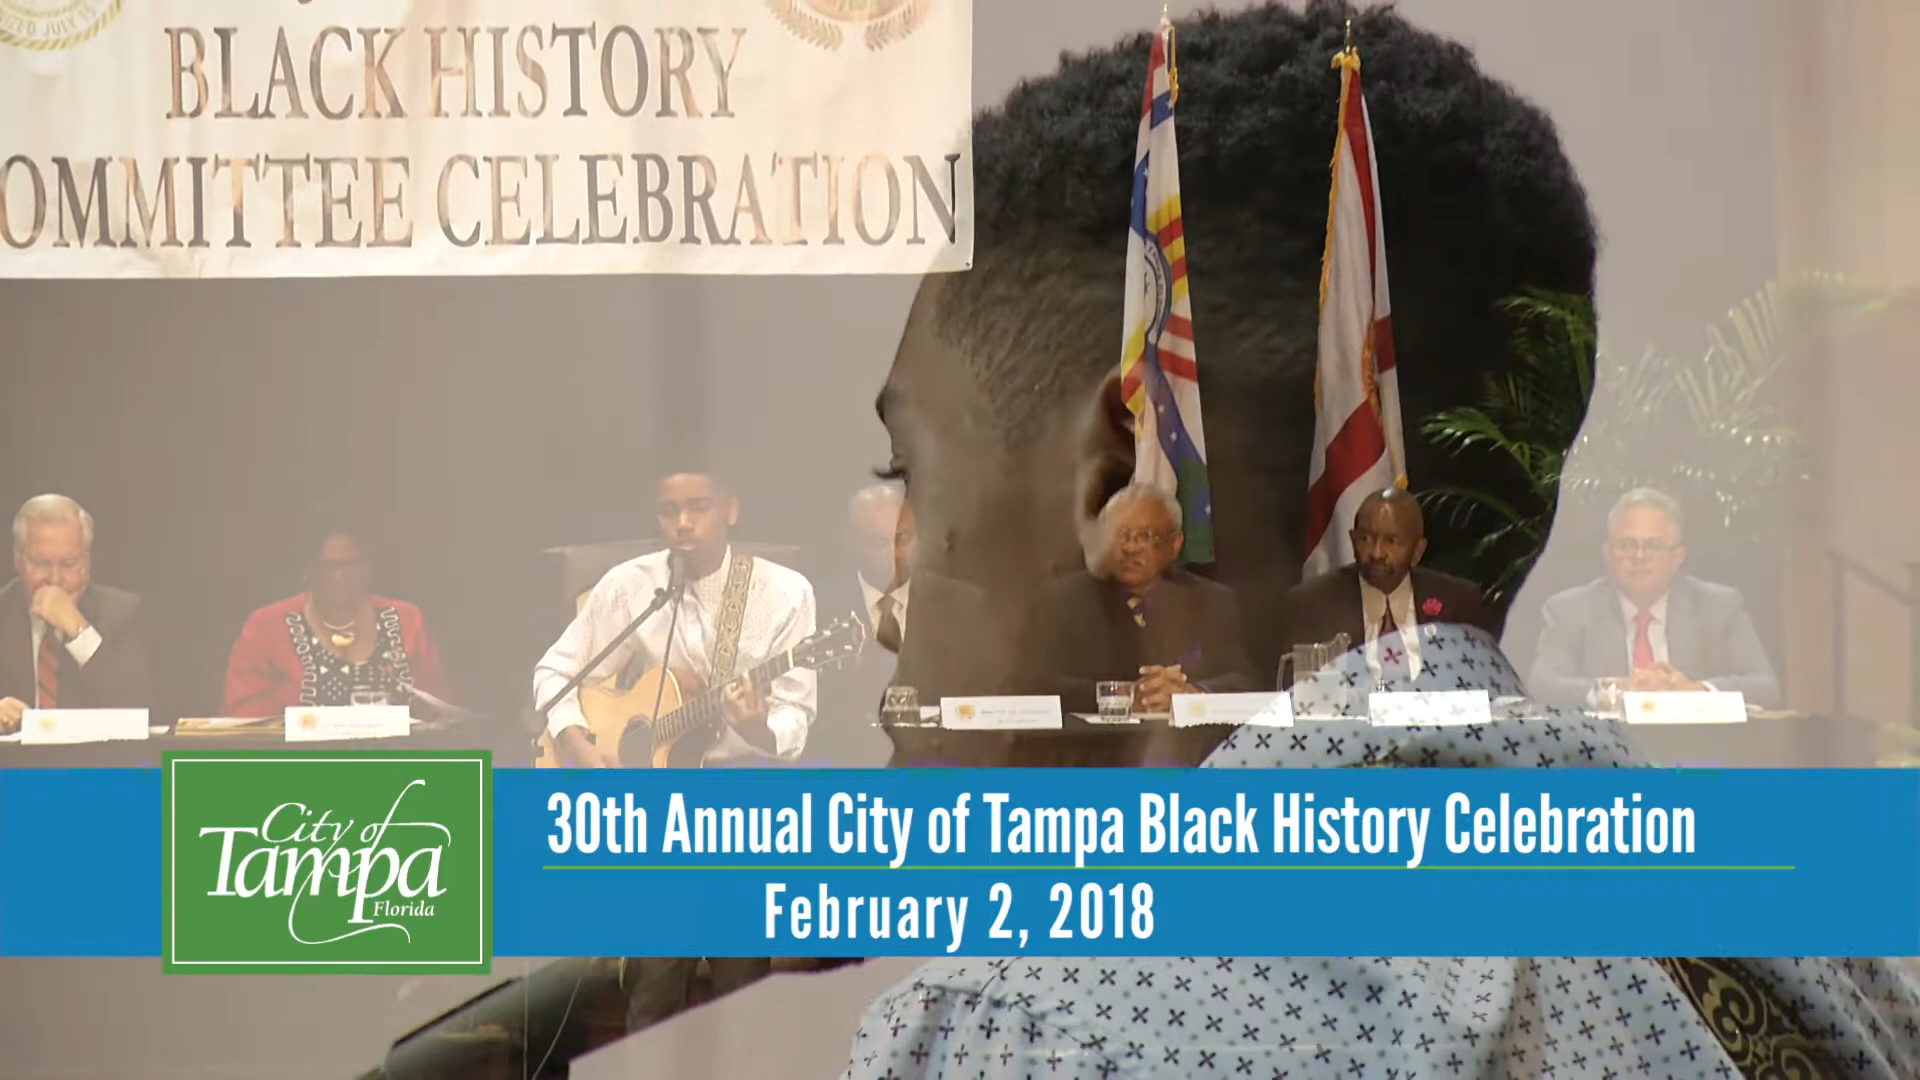 BLACK HISTORY
OMMITTEE CELEBRATION
30th Annual City of Tampa Black History Celebration
City of
Tampa
Florida
February 2, 2018